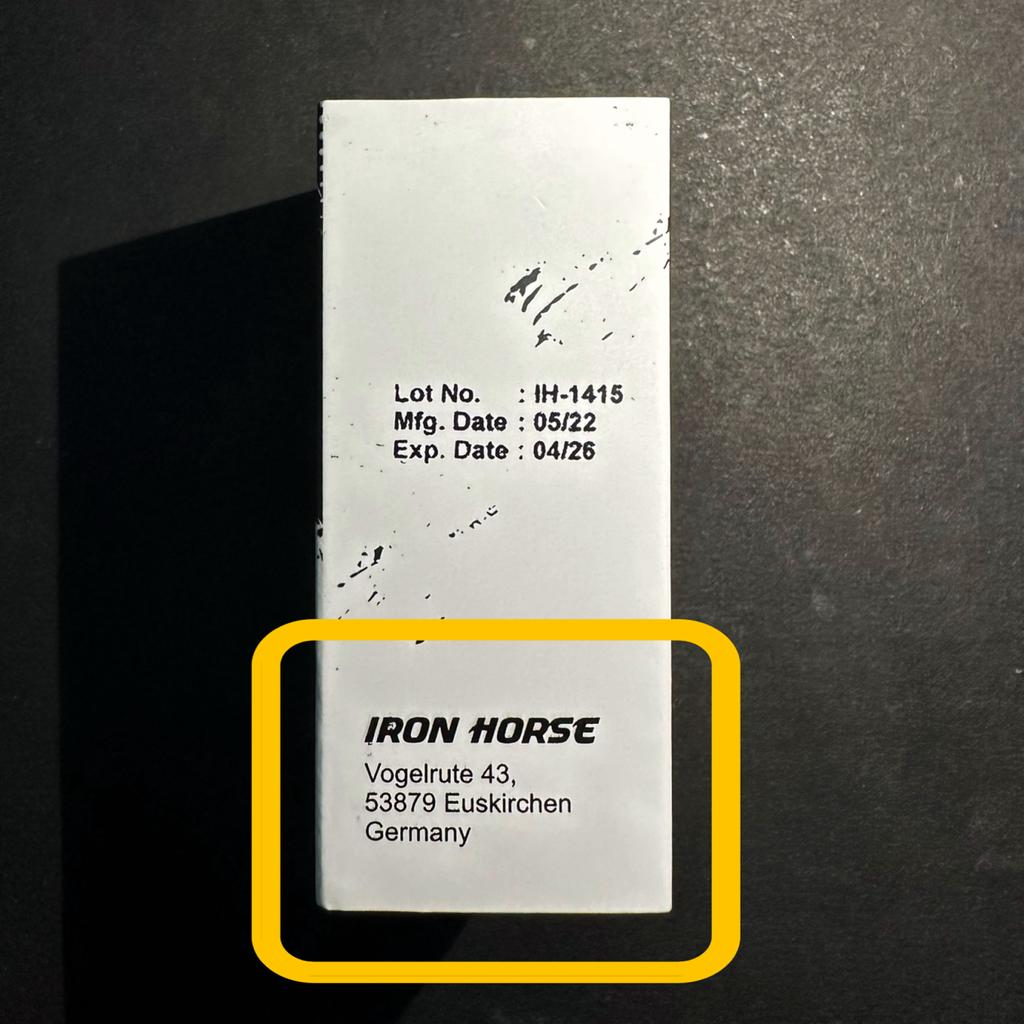 Lot No. : IH-1415
Mfg. Date : 05/22
Exp. Date : 04/26
IRON HORSE
Vogelrute 43,
53879 Euskirchen
Germany